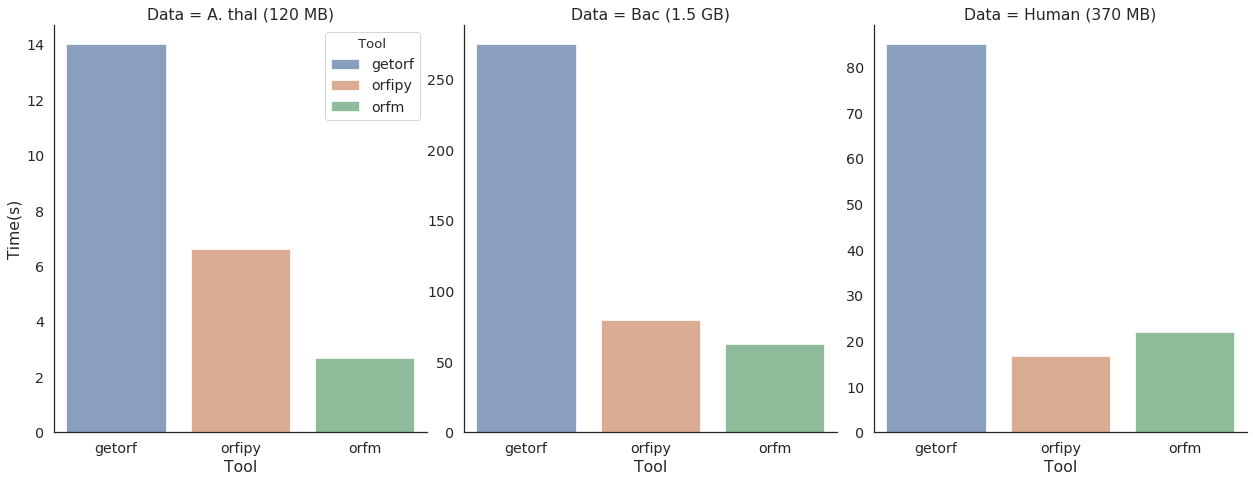 Data = A. thal (120 MB)
Time(s)
14
12
10
8
6
4
2
0
Tool
getorf
orfipy
orfm
getorf orfipy orfm
Tool
Data = Bac (1.5 GB)
250
200
150
100
50
0
getorf orfipy orfm
Tool
Data = Human (370 MB)
80
70
60
50
40
30
20
10
0
getorf orfipy orfm
Tool